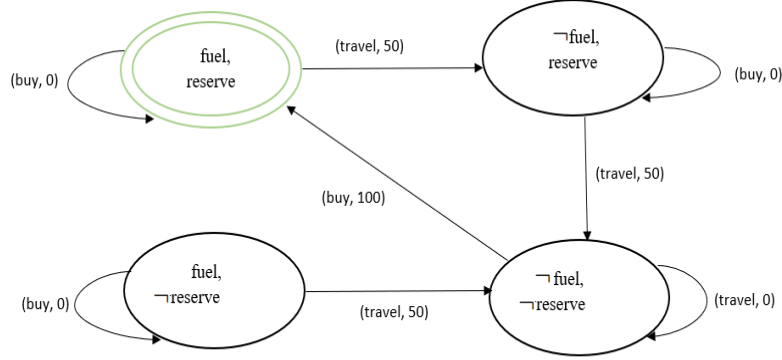 fuel,
reserve
(buy, 0)
(travel, 50)
¬fuel,
reserve
(buy, 0)
(travel, 50)
(buy, 100)
fuel,
¬reserve
(buy, 0)
(travel, 50)
¬ fuel,
¬reserve
(travel, 0)